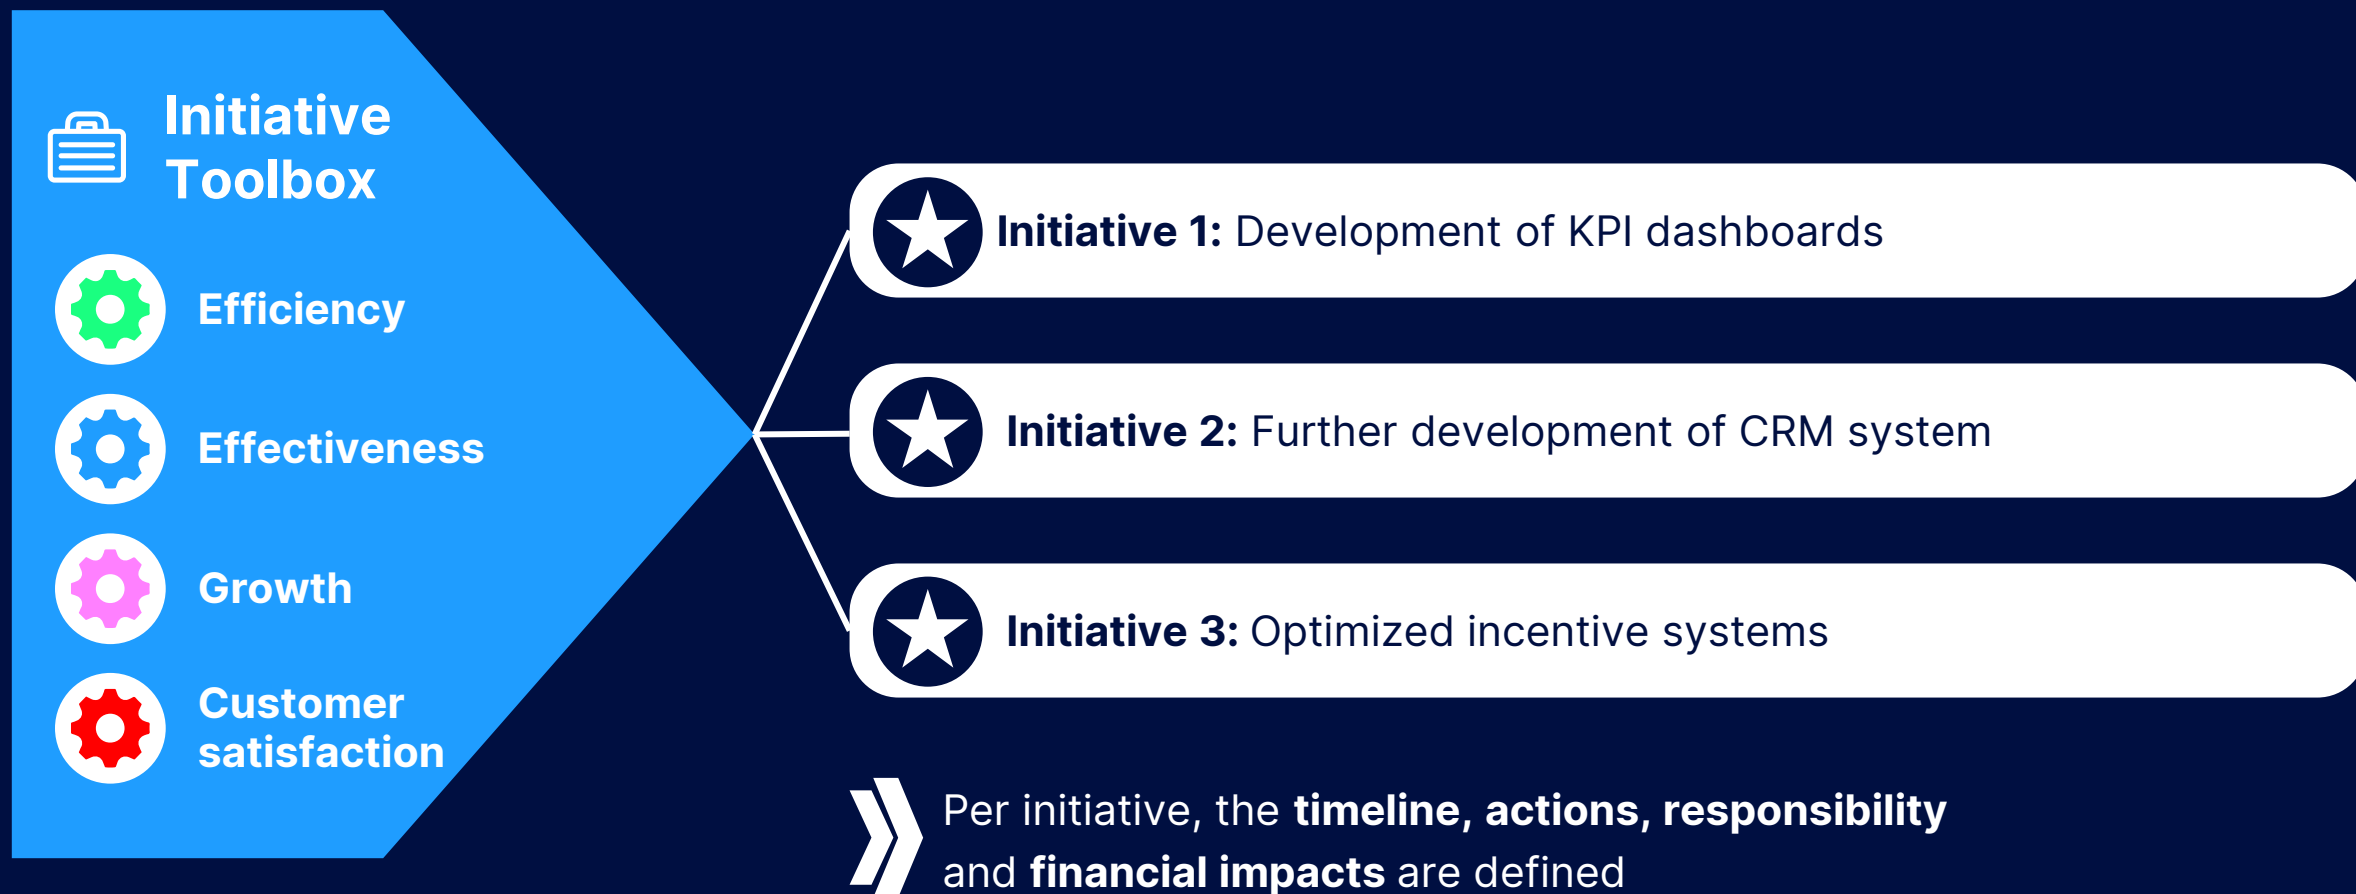 Initiative
Toolbox
Efficiency
Effectiveness
Growth
Customer
satisfaction
Initiative 1: Development of KPI dashboards
Initiative 2: Further development of CRM system
Initiative 3: Optimized incentive systems
Per initiative, the timeline, actions, responsibility
and financial impacts are defined